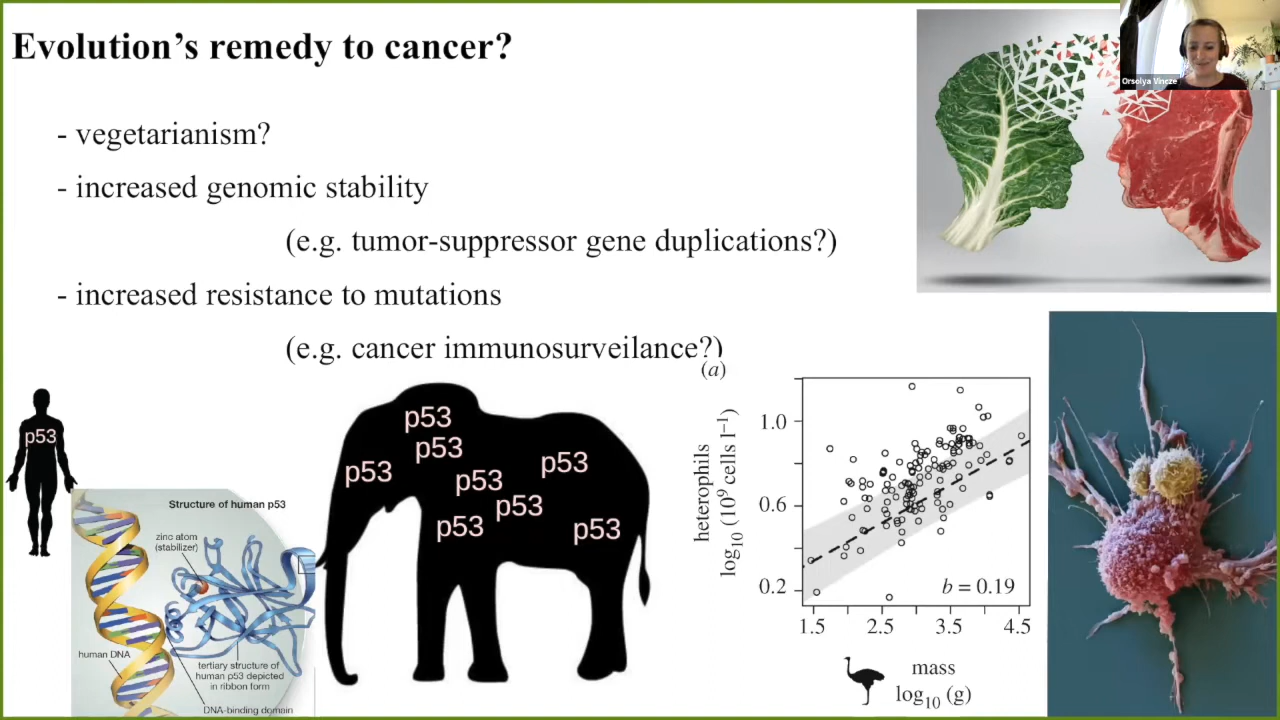 Evolution's remedy to cancer?
Orsolya Vincze
- vegetarianism?
- increased genomic stability
(e.g. tumor-suppressor gene duplications?)
- increased resistance to mutations
(e.g. cancer immunosurveilance?)
p53
Structure of human p53
zinc atom
(stabilizer)
human DNA
tertiary structure of
human p53 depicted
in ribbon form
DNA-binding domain
p53
p53
p53
p53
p53
p53
p53
p53
(a)
heterophils
log10 (10⁹ cells l⁻¹)
1.0
0.6
0.2
b = 0.19
1.5 2.5 3.5 4.5
mass
log10 (g)